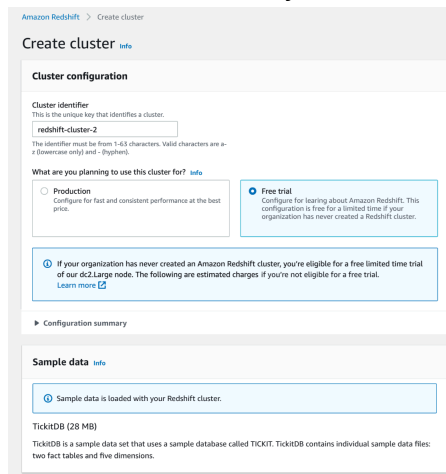 Amazon Redshift > Create cluster
Create cluster Info
Cluster configuration
Cluster identifier
This is the unique key that identifies a cluster.
redshift-cluster-2
The identifier must be from 1-63 characters. Valid characters are a-
z (lowercase only) and - (hyphen).
What are you planning to use this cluster for? Info
Production
Configure for fast and consistent performance at the best
price.
Free trial
Configure for learing about Amazon Redshift. This
configuration is free for a limited time if your
organization has never created a Redshift cluster.
If your organization has never created an Amazon Redshift cluster, you're eligible for a free limited time trial
of our dc2.Large node. The following are estimated charges if you're not eligible for a free trial.
Learn more
Configuration summary
Sample data Info
Sample data is loaded with your Redshift cluster.
TickitDB (28 MB)
TickitDB is a sample data set that uses a sample database called TICKIT. TickitDB contains individual sample data files:
two fact tables and five dimensions.